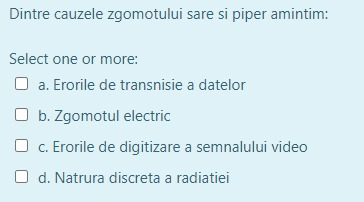 Dintre cauzele zgomotului sare si piper amintim:
Select one or more:
a. Erorile de transnisie a datelor
b. Zgomotul electric
c. Erorile de digitizare a semnalului video
d. Natrura discreta a radiatiei